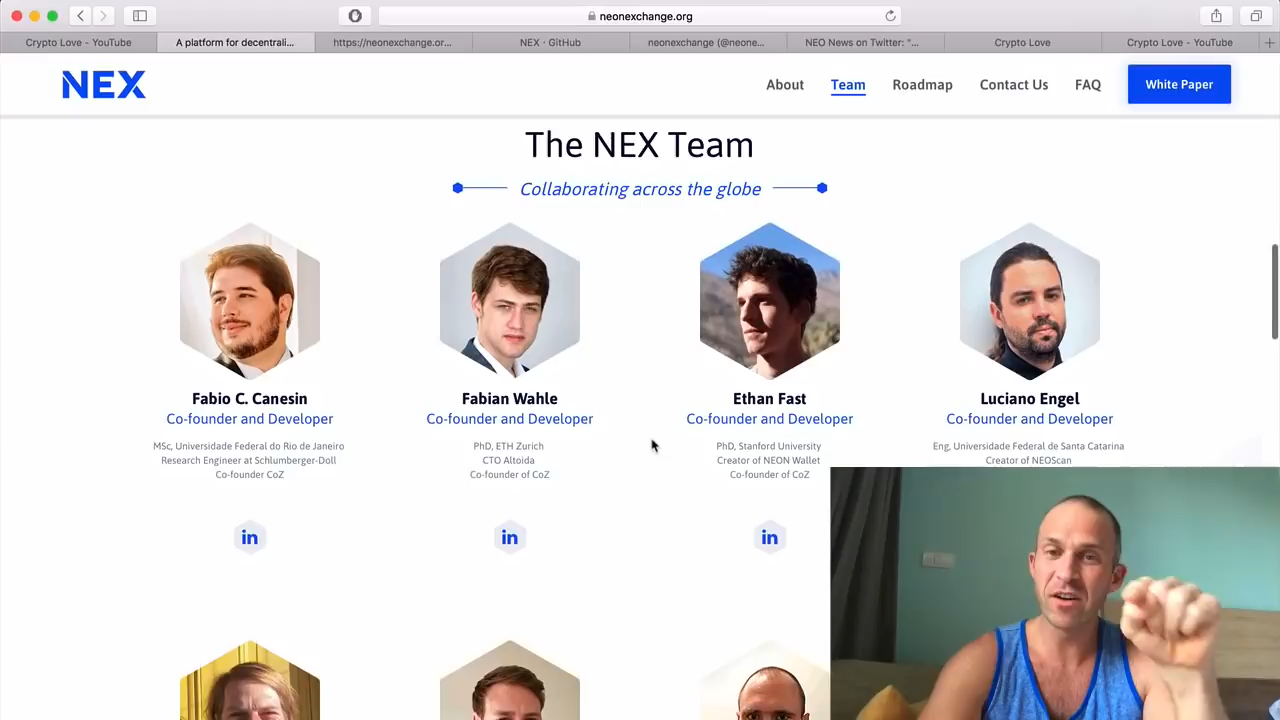 neonexchange.org
Crypto Love - YouTube
A platform for decentrali...
https://neonexchange.or...
NEX · GitHub
neonexchange (@neone...
NEO News on Twitter: "...
Crypto Love
Crypto Love - YouTube
NEX
About
Team
Roadmap
Contact Us
FAQ
White Paper
The NEX Team
Collaborating across the globe
Fabio C. Canesin
Co-founder and Developer
MSc, Universidade Federal do Rio de Janeiro
Research Engineer at Schlumberger-Doll
Co-founder CoZ
in
Fabian Wahle
Co-founder and Developer
PhD, ETH Zurich
CTO Altoida
Co-founder of CoZ
in
Ethan Fast
Co-founder and Developer
PhD, Stanford University
Creator of NEON Wallet
Co-founder of CoZ
in
Luciano Engel
Co-founder and Developer
Eng, Universidade Federal de Santa Catarina
Creator of NEOScan